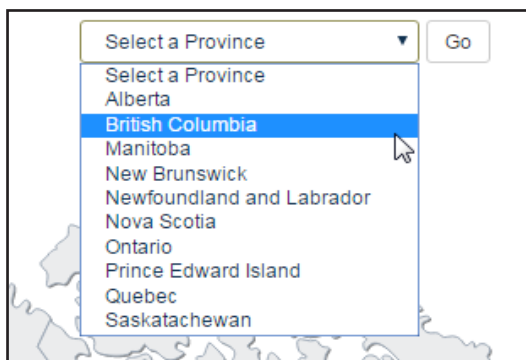 Select a Province
Go
Select a Province
Alberta
British Columbia
Manitoba
New Brunswick
Newfoundland and Labrador
Nova Scotia
Ontario
Prince Edward Island
Quebec
Saskatachewan